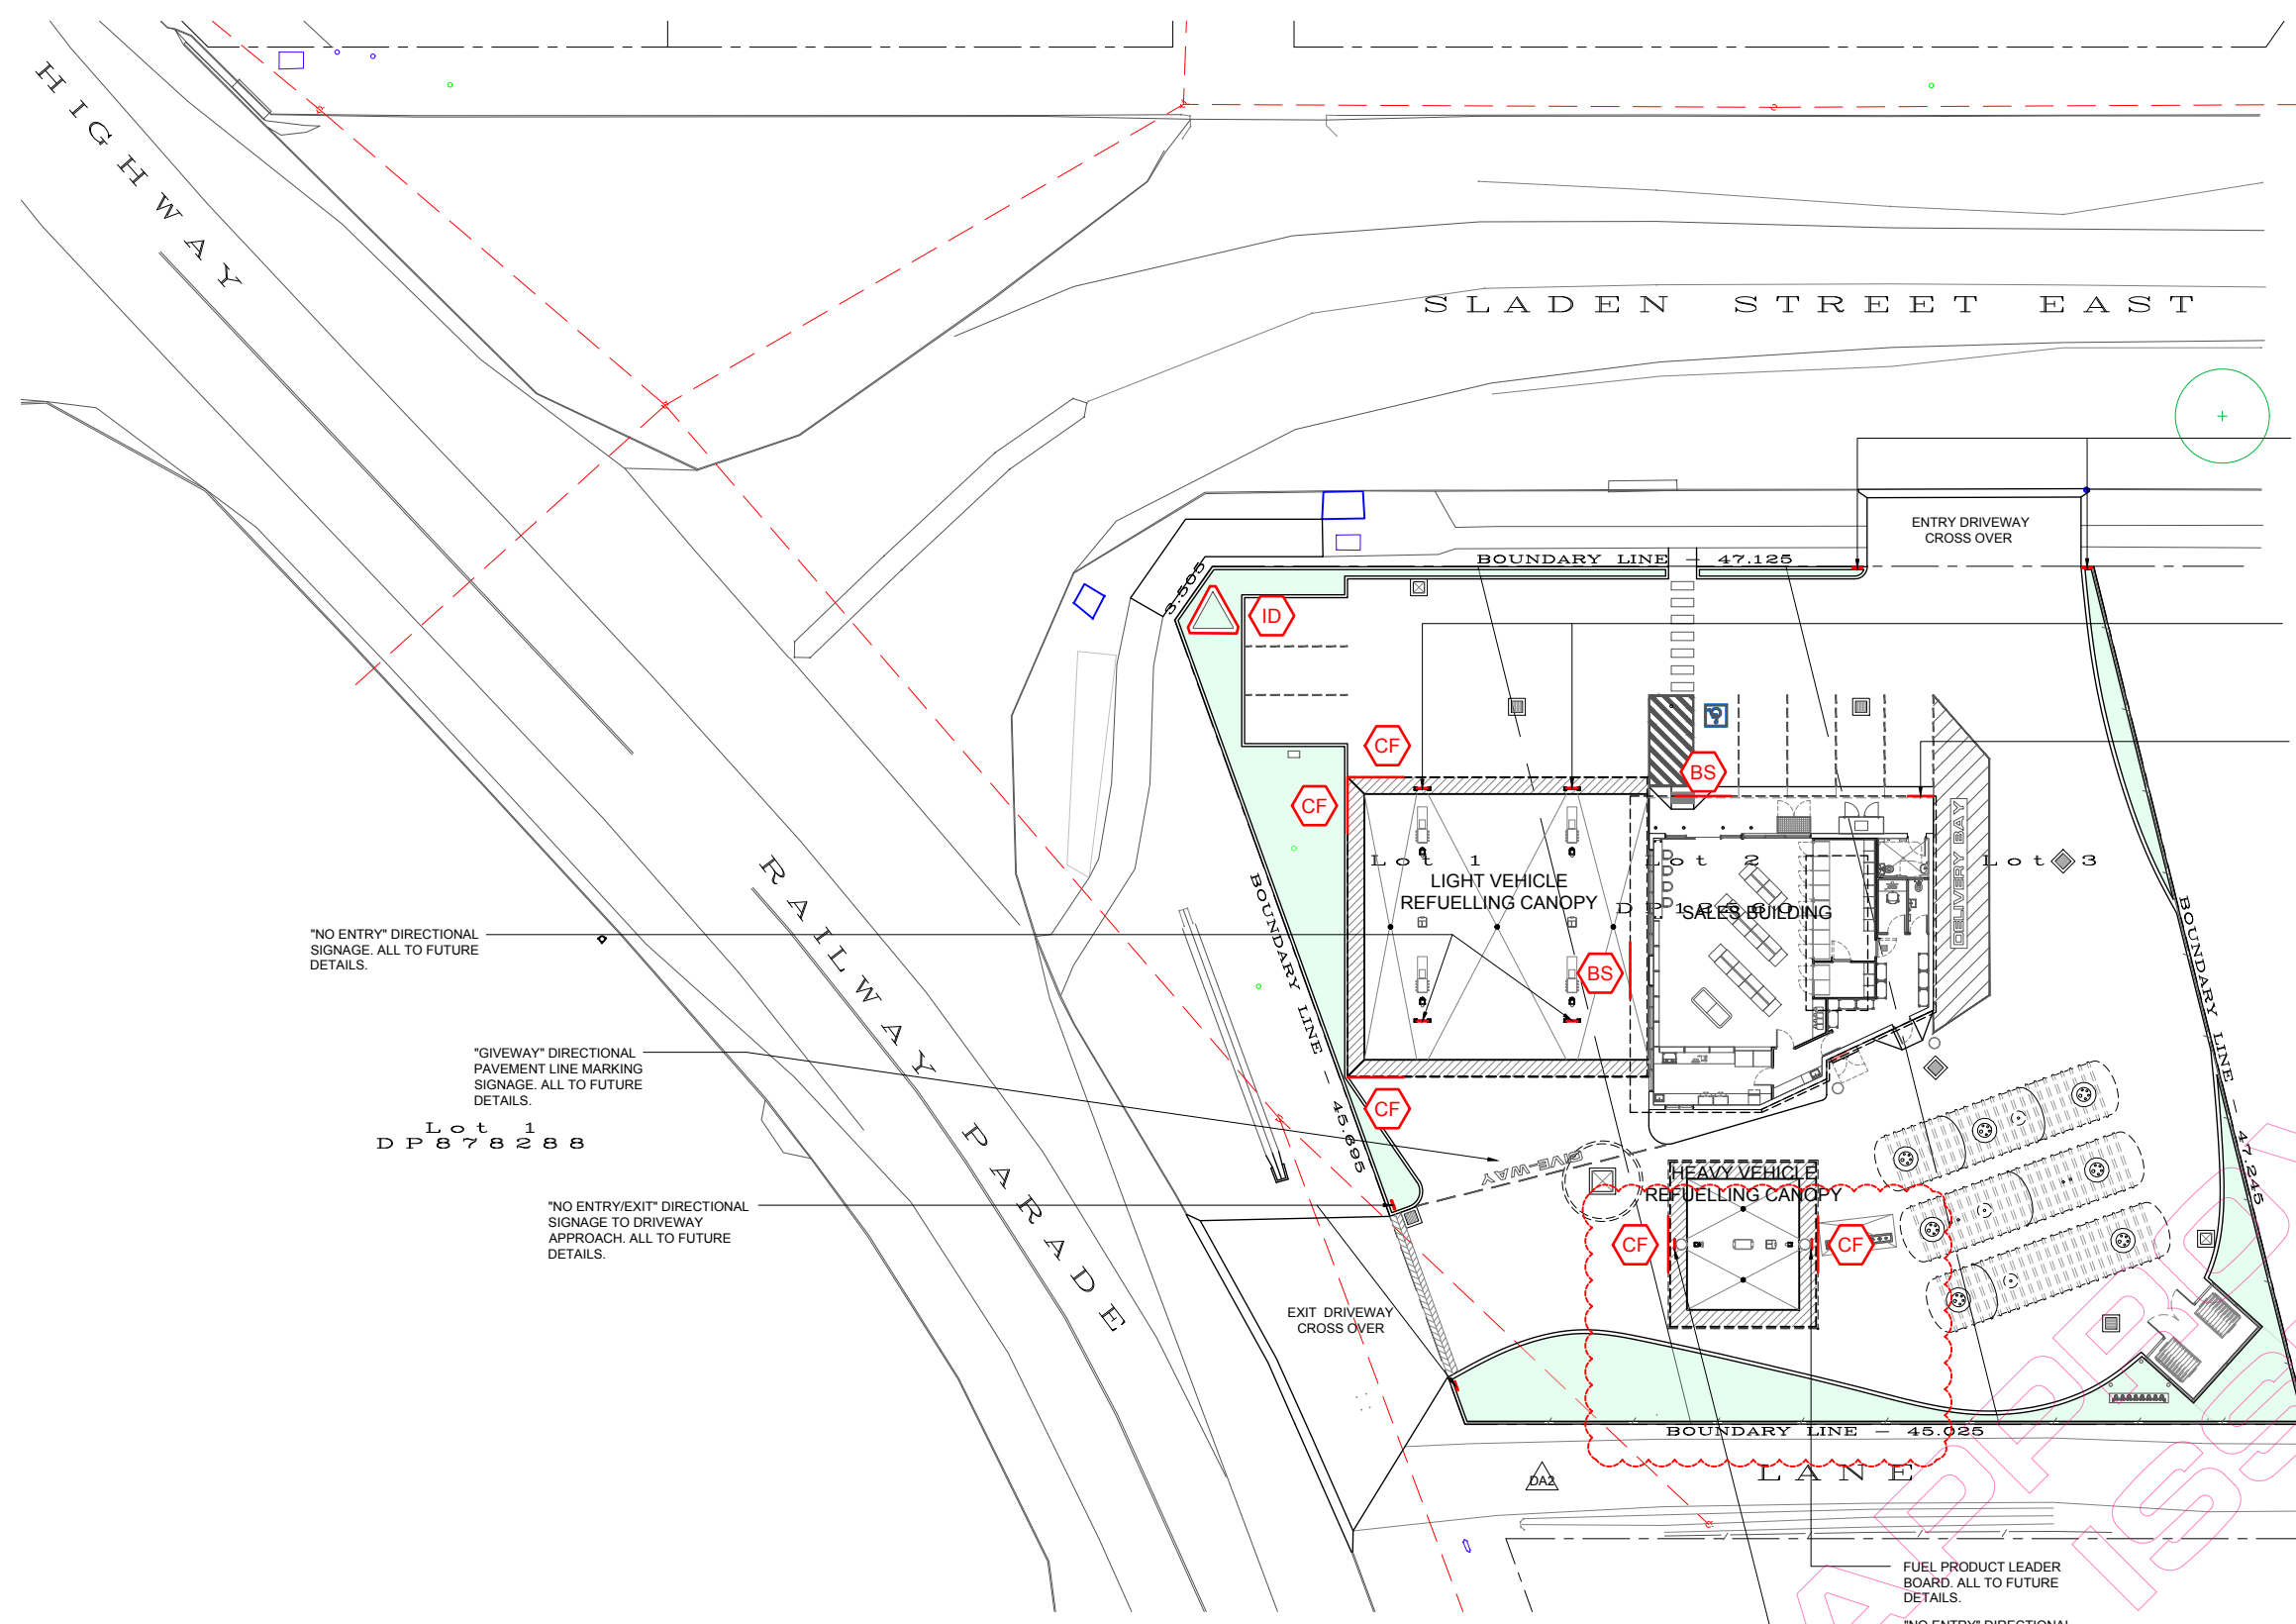 HIGHWAY
SLADEN STREET EAST
ENTRY DRIVEWAY
CROSS OVER
BOUNDARY LINE - 47.125
3.505
ID
CF
BS
CF
DELIVERY BAY
Lot 1
Lot 2
Lot 3
LIGHT VEHICLE
REFUELLING CANOPY
SALES BUILDING
BOUNDARY LINE - 45.695
BOUNDARY LINE - 47.245
RAILWAY PARADE
"NO ENTRY" DIRECTIONAL
SIGNAGE. ALL TO FUTURE
DETAILS.
BS
"GIVEWAY" DIRECTIONAL
PAVEMENT LINE MARKING
SIGNAGE. ALL TO FUTURE
DETAILS.
CF
Lot 1
DP878288
GIVE WAY
HEAVY VEHICLE
REFUELLING CANOPY
"NO ENTRY/EXIT" DIRECTIONAL
SIGNAGE TO DRIVEWAY
APPROACH. ALL TO FUTURE
DETAILS.
CF
CF
EXIT DRIVEWAY
CROSS OVER
BOUNDARY LINE - 45.025
LANE
DA2
FUEL PRODUCT LEADER
BOARD. ALL TO FUTURE
DETAILS.
"NO ENTRY" DIRECTIONAL